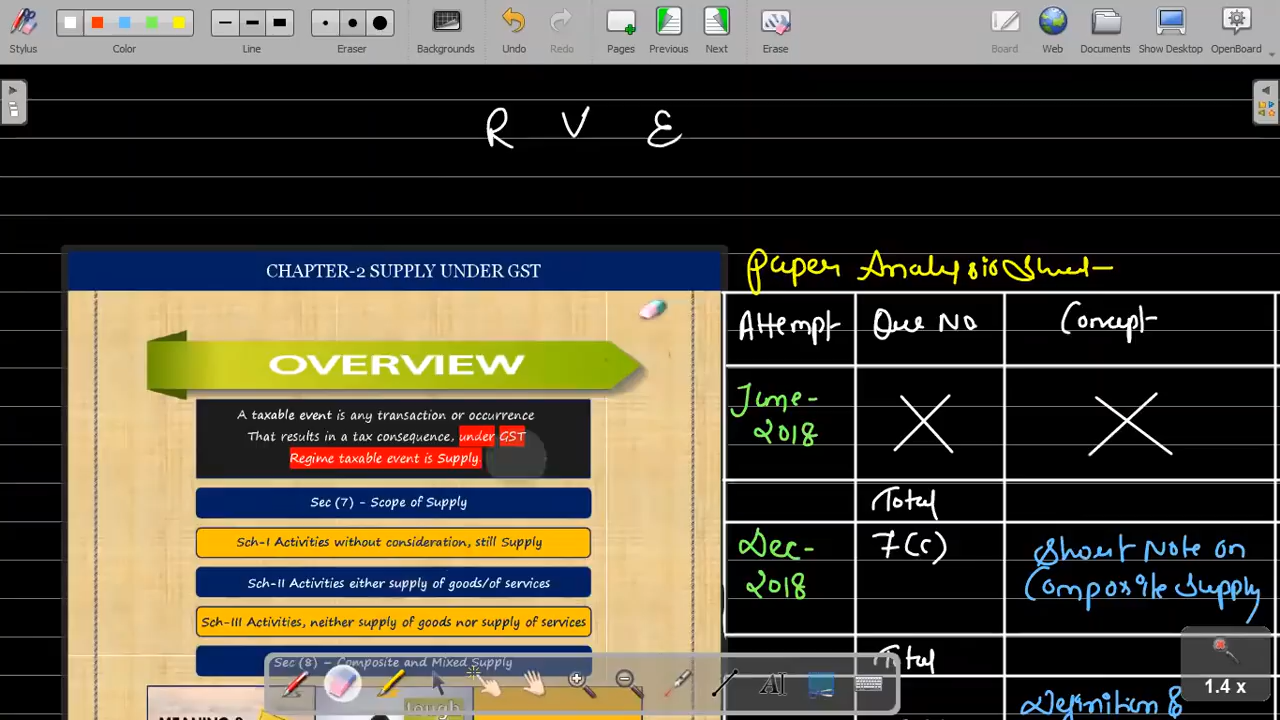 Stylus
Color
Line
Eraser
Backgrounds
Undo
Redo
Pages
Previous
Next
Erase
Board
Web
Documents
Show Desktop
OpenBoard
R V E
CHAPTER-2 SUPPLY UNDER GST
OVERVIEW
A taxable event is any transaction or occurrence
That results in a tax consequence, under GST
Regime taxable event is Supply.
Sec (7) - Scope of Supply
Sch-I Activities without consideration, still Supply
Sch-II Activities either supply of goods/of services
Sch-III Activities, neither supply of goods nor supply of services
Sec (8) - Composite and Mixed Supply
Paper Analysis Sheet-
Attempt Que No Concept
June-
2018
Total
Dec- 7(c) Short Note on
2018 Composite Supply
Total
Definition &
AI
1.4 x